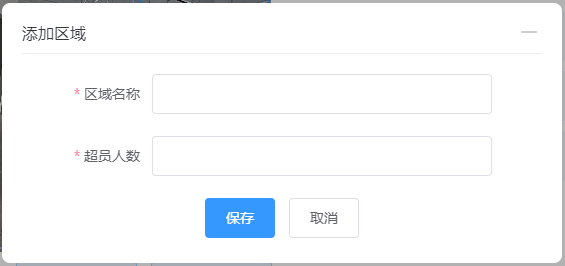 添加区域
* 区域名称
* 超员人数
保存 取消